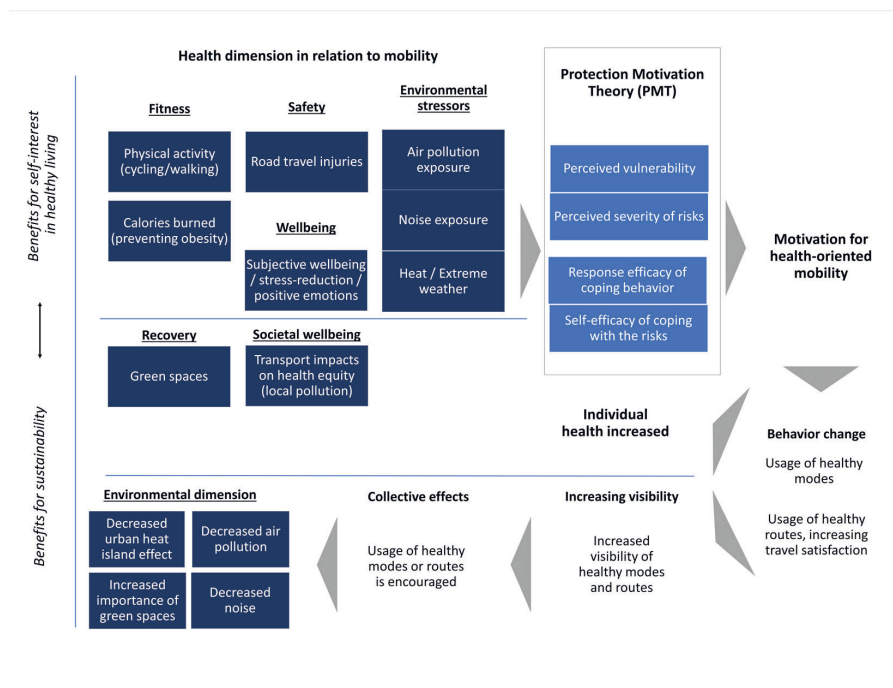 Health dimension in relation to mobility
Benefits for self-interest
in healthy living
Fitness
Physical activity
(cycling/walking)
Calories burned
(preventing obesity)
Safety
Road travel injuries
Wellbeing
Subjective wellbeing
/ stress-reduction /
positive emotions
Environmental
stressors
Air pollution
exposure
Noise exposure
Heat / Extreme
weather
Protection Motivation
Theory (PMT)
Perceived vulnerability
Perceived severity of risks
Response efficacy of
coping behavior
Self-efficacy of coping
with the risks
Motivation for
health-oriented
mobility
Benefits for sustainability
Recovery
Green spaces
Societal wellbeing
Transport impacts
on health equity
(local pollution)
Individual
health increased
Behavior change
Usage of healthy
modes
Usage of healthy
routes, increasing
travel satisfaction
Increasing visibility
Increased
visibility of
healthy modes
and routes
Collective effects
Usage of healthy
modes or routes
is encouraged
Environmental dimension
Decreased
urban heat
island effect
Decreased air
pollution
Increased
importance of
green spaces
Decreased
noise